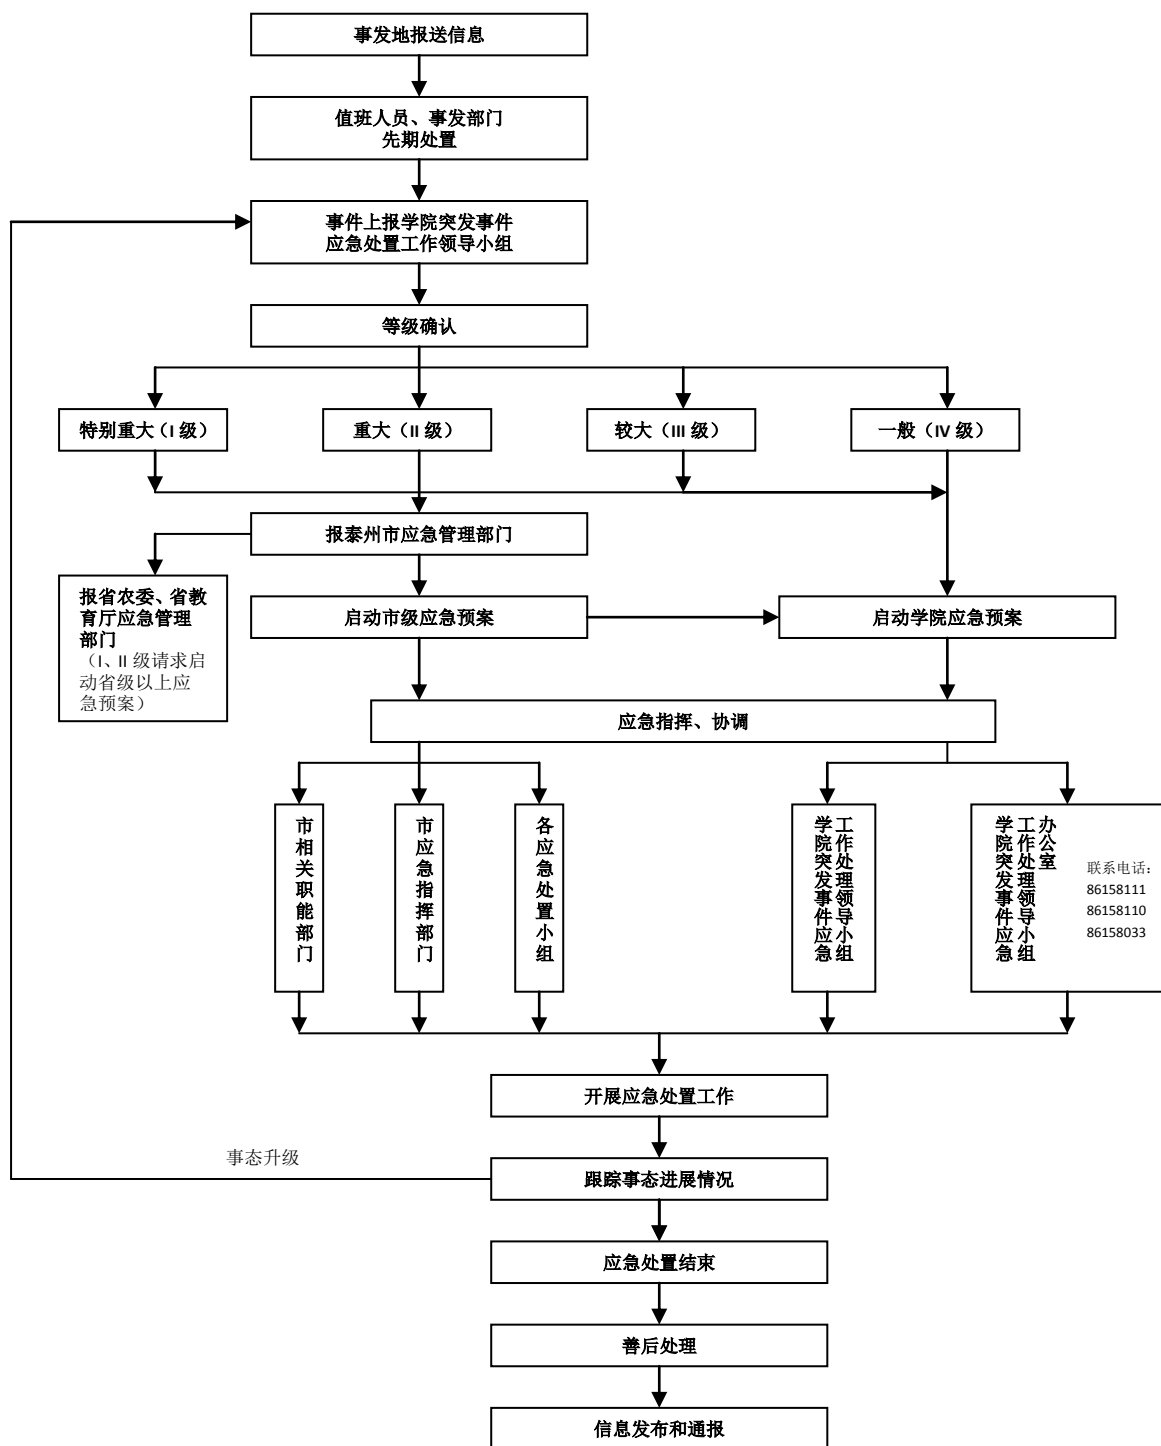 事发地报送信息
值班人员、事发部门
先期处置
事件上报学院突发事件
应急处置工作领导小组
等级确认
特别重大（I 级）
重大（II 级）
较大（III 级）
一般（IV 级）
报泰州市应急管理部门
报省农委、省教
育厅应急管理
部门
（I、II 级请求启
动省级以上应
急预案）
启动市级应急预案
启动学院应急预案
应急指挥、协调
市相关职能部门
市应急指挥部门
各应急处置小组
学院突发事件应急
工作处理领导小组
学院突发事件应急
工作处理领导小组
办公室
联系电话：
86158111
86158110
86158033
开展应急处置工作
事态升级
跟踪事态进展情况
应急处置结束
善后处理
信息发布和通报